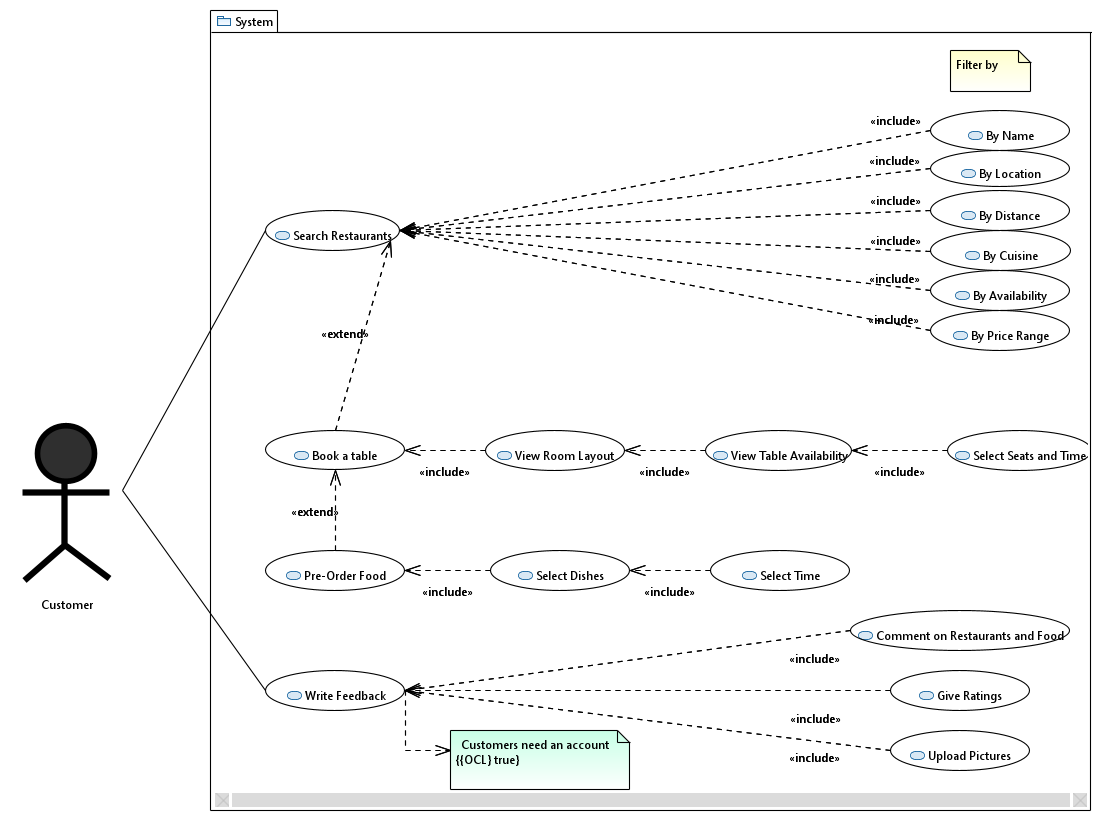 System
Filter by
«include»
By Name
«include»
By Location
«include»
By Distance
Search Restaurants
«include»
By Cuisine
«include»
By Availability
«include»
By Price Range
«extend»
Book a table
View Room Layout
View Table Availability
Select Seats and Time
«include»
«include»
«include»
«extend»
Pre-Order Food
Select Dishes
Select Time
«include»
«include»
Customer
Comment on Restaurants and Food
«include»
Write Feedback
Give Ratings
«include»
Customers need an account
{{OCL} true}
Upload Pictures
«include»